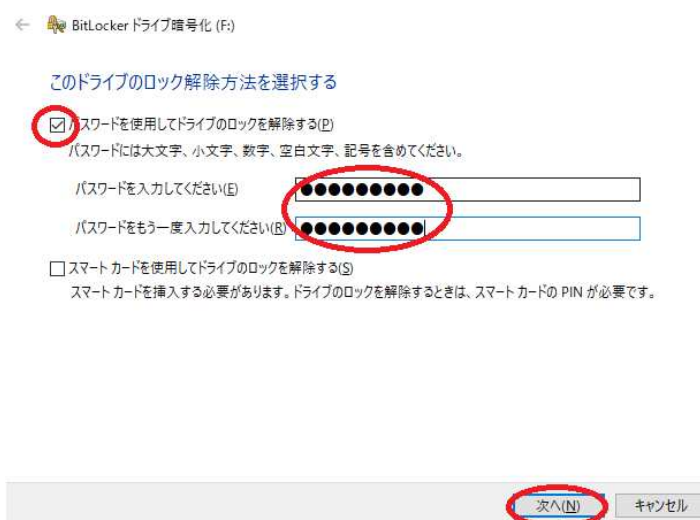 BitLocker ドライブ暗号化 (F:)
このドライブのロック解除方法を選択する
パスワードを使用してドライブのロックを解除する(P)
パスワードには大文字、小文字、数字、空白文字、記号を含めてください。
パスワードを入力してください(E) ●●●●●●●●●
パスワードをもう一度入力してください(R) ●●●●●●●●●
スマート カードを使用してドライブのロックを解除する(S)
スマート カードを挿入する必要があります。ドライブのロックを解除するときは、スマート カードの PIN が必要です。
次へ(N) キャンセル